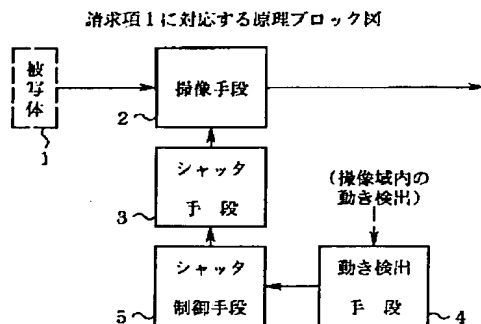 請求項1に対応する原理ブロック図
被写体
1
撮像手段
2
シャッタ
手段
3
(撮像域内の
動き検出)
シャッタ
制御手段
5
動き検出
手段
4